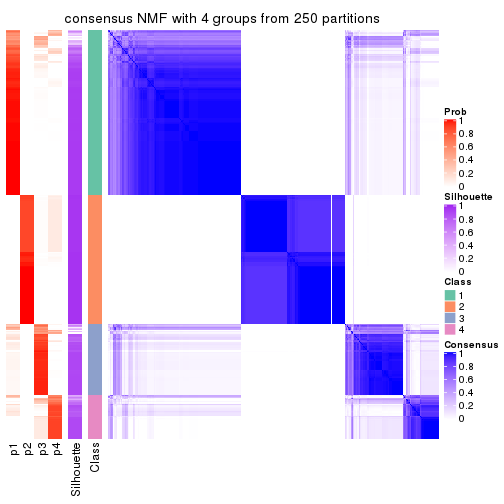 consensus NMF with 4 groups from 250 partitions
Prob
1
0.8
0.6
0.4
0.2
0
Silhouette
1
0.8
0.6
0.4
0.2
0
Class
1
2
3
4
Consensus
1
0.8
0.6
0.4
0.2
0
p1
p2
p3
p4
Silhouette
Class